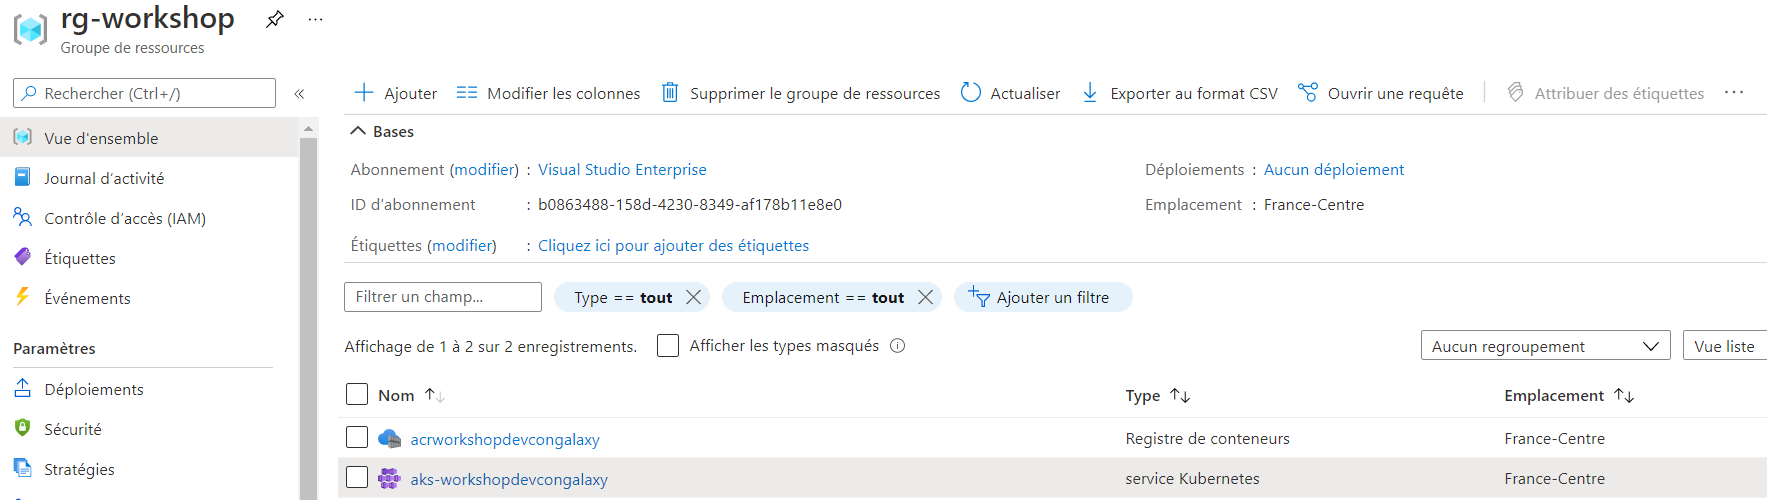 rg-workshop
Groupe de ressources
Rechercher (Ctrl+/)
Vue d'ensemble
Journal d'activité
Contrôle d'accès (IAM)
Étiquettes
Événements
Paramètres
Déploiements
Sécurité
Stratégies
Ajouter Modifier les colonnes Supprimer le groupe de ressources Actualiser Exporter au format CSV Ouvrir une requête Attribuer des étiquettes
Bases
Abonnement (modifier) : Visual Studio Enterprise Déploiements : Aucun déploiement
ID d'abonnement : b0863488-158d-4230-8349-af178b11e8e0 Emplacement : France-Centre
Étiquettes (modifier) : Cliquez ici pour ajouter des étiquettes
Filtrer un champ... Type == tout Emplacement == tout Ajouter un filtre
Affichage de 1 à 2 sur 2 enregistrements. Afficher les types masqués Aucun regroupement Vue liste
Nom Type Emplacement
acrworkshopdevcongalaxy Registre de conteneurs France-Centre
aks-workshopdevcongalaxy service Kubernetes France-Centre